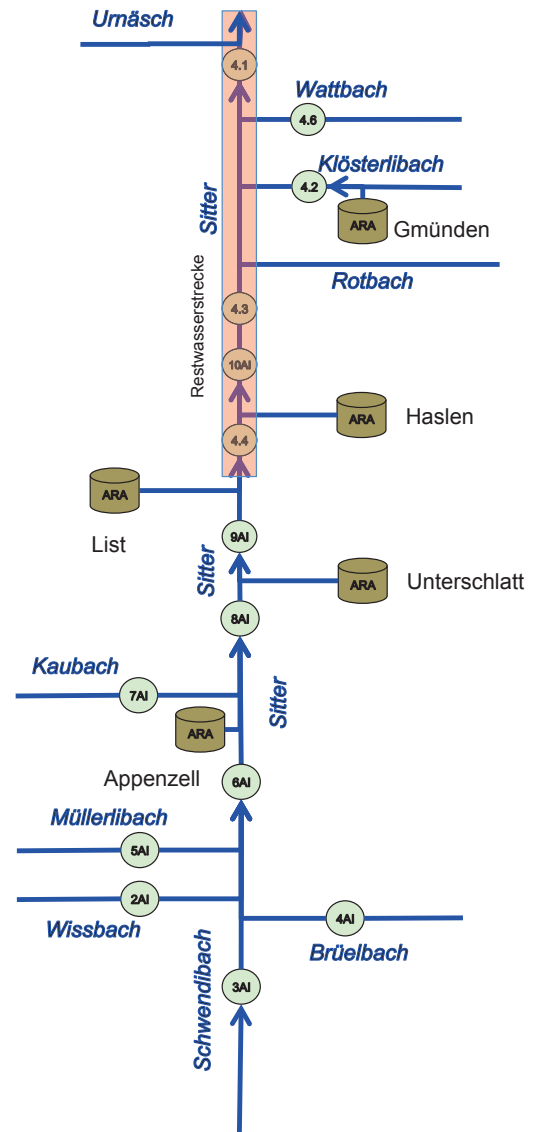 Urnäsch
4.1
Wattbach
4.6
Klösterlibach
4.2
ARA
Gmünden
Sitter
Rotbach
Restwasserstrecke
4.3
10AI
ARA
Haslen
4.4
ARA
List
9AI
Sitter
ARA
Unterschlatt
8AI
Kaubach
7AI
Sitter
ARA
Appenzell
6AI
Müllerlibach
5AI
2AI
Wissbach
4AI
Brüelbach
Schwendibach
3AI